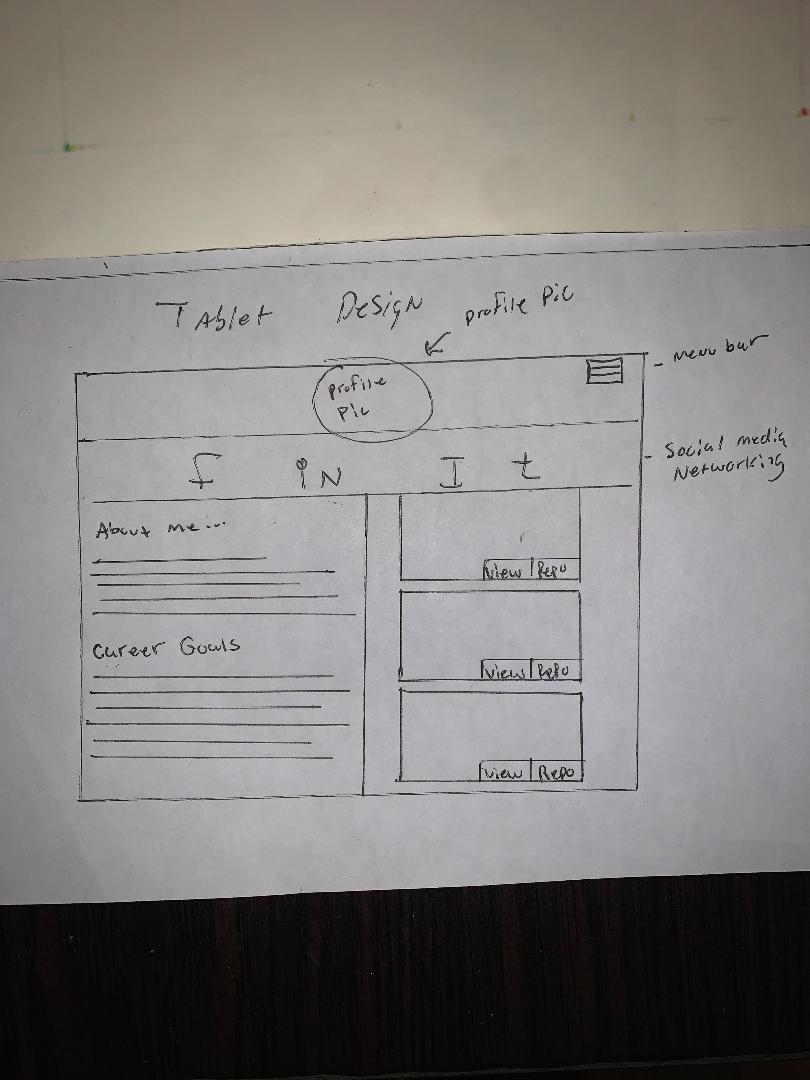 Tablet Design
profile pic
profile
pic
- menu bar
f in I t
- Social media
Networking
About me...
View Repo
Career Goals
View Repo
View Repo